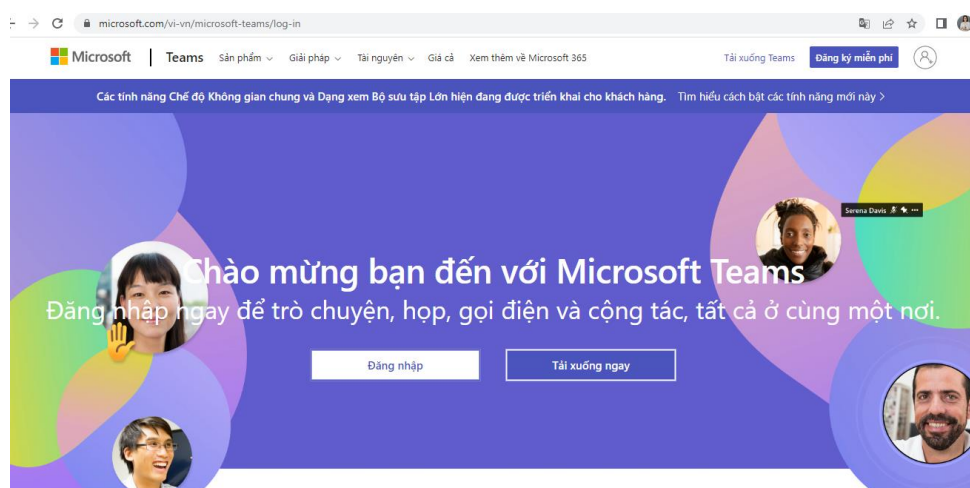 microsoft.com/vi-vn/microsoft-teams/log-in
Microsoft Teams Sản phẩm Giải pháp Tài nguyên Giá cả Xem thêm về Microsoft 365 Tải xuống Teams Đăng ký miễn phí
Các tính năng Chế độ Không gian chung và Dạng xem Bộ sưu tập Lớn hiện đang được triển khai cho khách hàng. Tìm hiểu cách bật các tính năng mới này >
Serena Davis
Chào mừng bạn đến với Microsoft Teams
Đăng nhập ngay để trò chuyện, họp, gọi điện và cộng tác, tất cả ở cùng một nơi.
Đăng nhập Tải xuống ngay